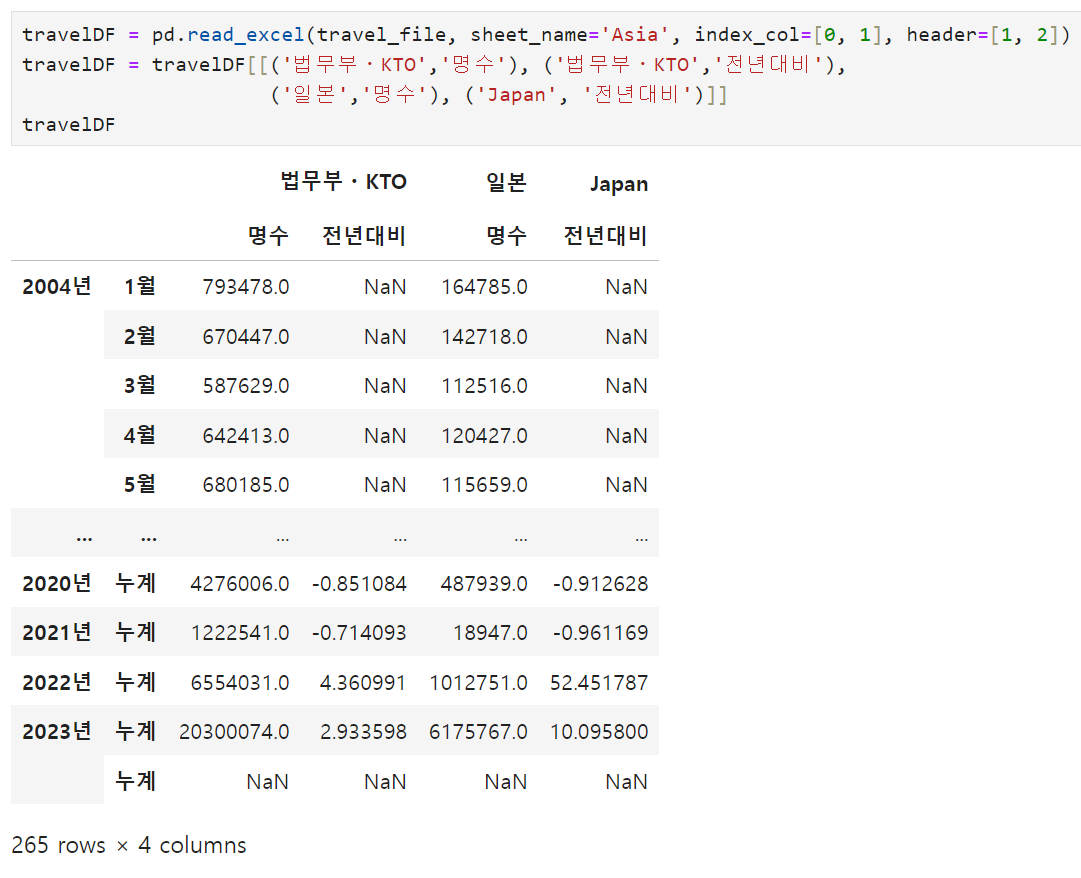 travelDF = pd.read_excel(travel_file, sheet_name='Asia', index_col=[0, 1], header=[1, 2])
travelDF = travelDF[[('법무부・KTO','명수'), ('법무부・KTO','전년대비'),
('일본','명수'), ('Japan', '전년대비')]]
travelDF
법무부・KTO 일본 Japan
명수 전년대비 명수 전년대비
2004년 1월 793478.0 NaN 164785.0 NaN
2월 670447.0 NaN 142718.0 NaN
3월 587629.0 NaN 112516.0 NaN
4월 642413.0 NaN 120427.0 NaN
5월 680185.0 NaN 115659.0 NaN
... ... ... ... ... ...
2020년 누계 4276006.0 -0.851084 487939.0 -0.912628
2021년 누계 1222541.0 -0.714093 18947.0 -0.961169
2022년 누계 6554031.0 4.360991 1012751.0 52.451787
2023년 누계 20300074.0 2.933598 6175767.0 10.095800
누계 NaN NaN NaN NaN
265 rows × 4 columns